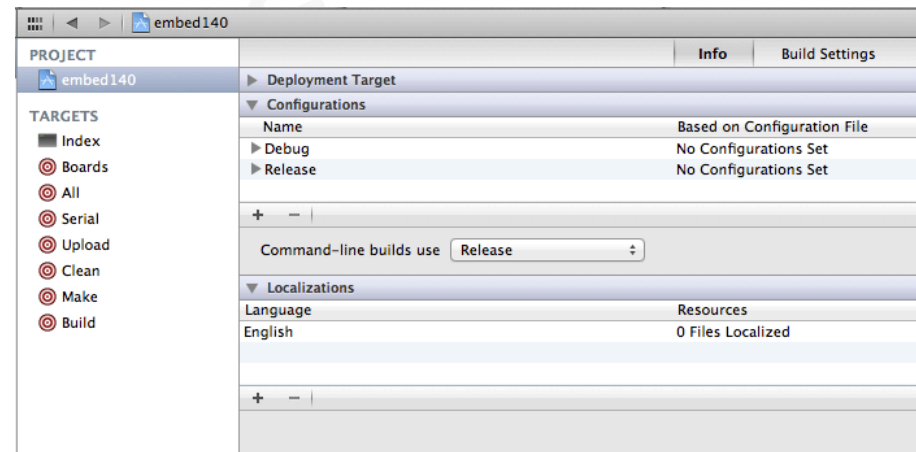 embed140
PROJECT
embed140
TARGETS
Index
Boards
All
Serial
Upload
Clean
Make
Build
Info Build Settings
Deployment Target
Configurations
Name Based on Configuration File
Debug No Configurations Set
Release No Configurations Set
+ −
Command-line builds use Release
Localizations
Language Resources
English 0 Files Localized
+ −